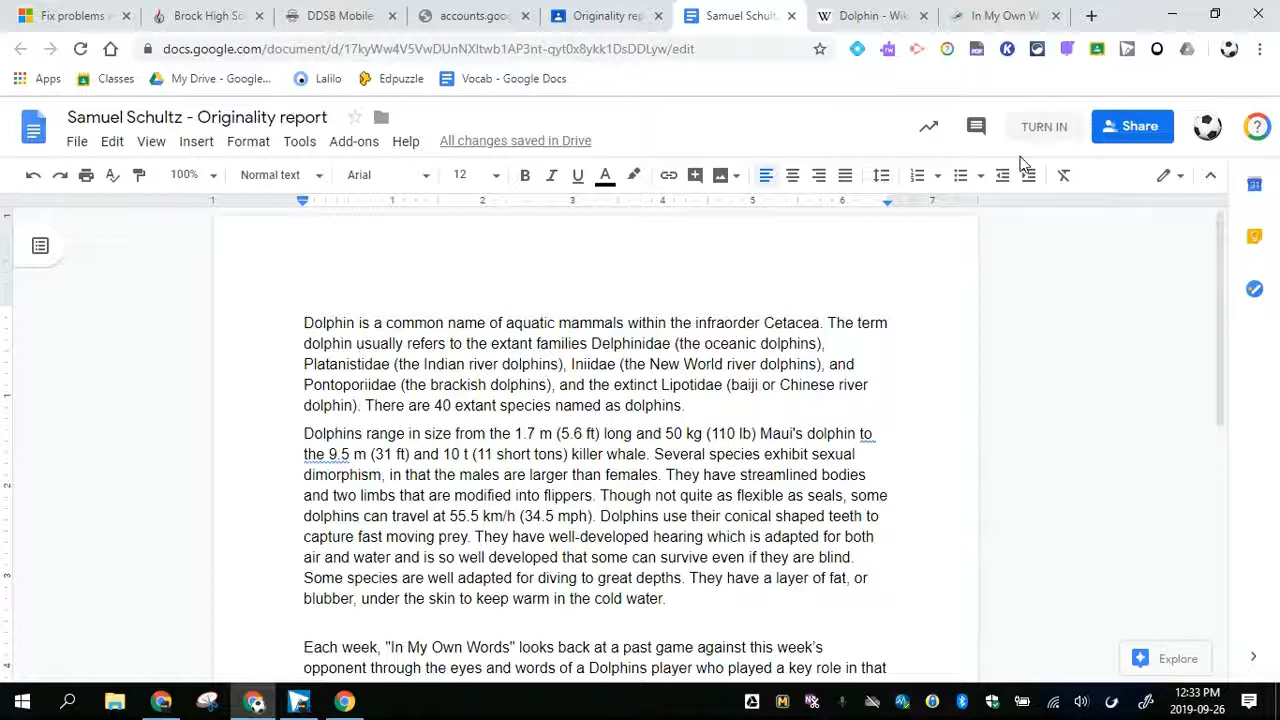 Fix problems
Brock High Sc
DDSB Mobile
accounts.goo
Originality rep
Samuel Schult
Dolphin - Wik
In My Own W
docs.google.com/document/d/17kyWw4V5VwDUnNXltwb1AP3nt-qyt0x8ykk1DsDDLyw/edit
Apps
Classes
My Drive - Google...
Lalilo
Edpuzzle
Vocab - Google Docs
Samuel Schultz - Originality report
TURN IN
Share
File Edit View Insert Format Tools Add-ons Help All changes saved in Drive
100% Normal text Arial 12
1 1 2 3 4 5 6 7
Dolphin is a common name of aquatic mammals within the infraorder Cetacea. The term
dolphin usually refers to the extant families Delphinidae (the oceanic dolphins),
Platanistidae (the Indian river dolphins), Iniidae (the New World river dolphins), and
Pontoporiidae (the brackish dolphins), and the extinct Lipotidae (baiji or Chinese river
dolphin). There are 40 extant species named as dolphins.
Dolphins range in size from the 1.7 m (5.6 ft) long and 50 kg (110 lb) Maui's dolphin to
the 9.5 m (31 ft) and 10 t (11 short tons) killer whale. Several species exhibit sexual
dimorphism, in that the males are larger than females. They have streamlined bodies
and two limbs that are modified into flippers. Though not quite as flexible as seals, some
dolphins can travel at 55.5 km/h (34.5 mph). Dolphins use their conical shaped teeth to
capture fast moving prey. They have well-developed hearing which is adapted for both
air and water and is so well developed that some can survive even if they are blind.
Some species are well adapted for diving to great depths. They have a layer of fat, or
blubber, under the skin to keep warm in the cold water.
Each week, "In My Own Words" looks back at a past game against this week's
opponent through the eyes and words of a Dolphins player who played a key role in that
Explore
12:33 PM
2019-09-26